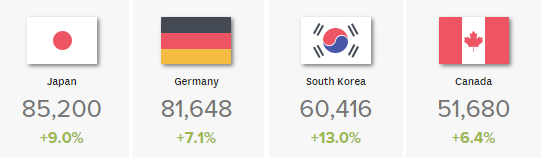 Japan
85,200
+9.0%
Germany
81,648
+7.1%
South Korea
60,416
+13.0%
Canada
51,680
+6.4%